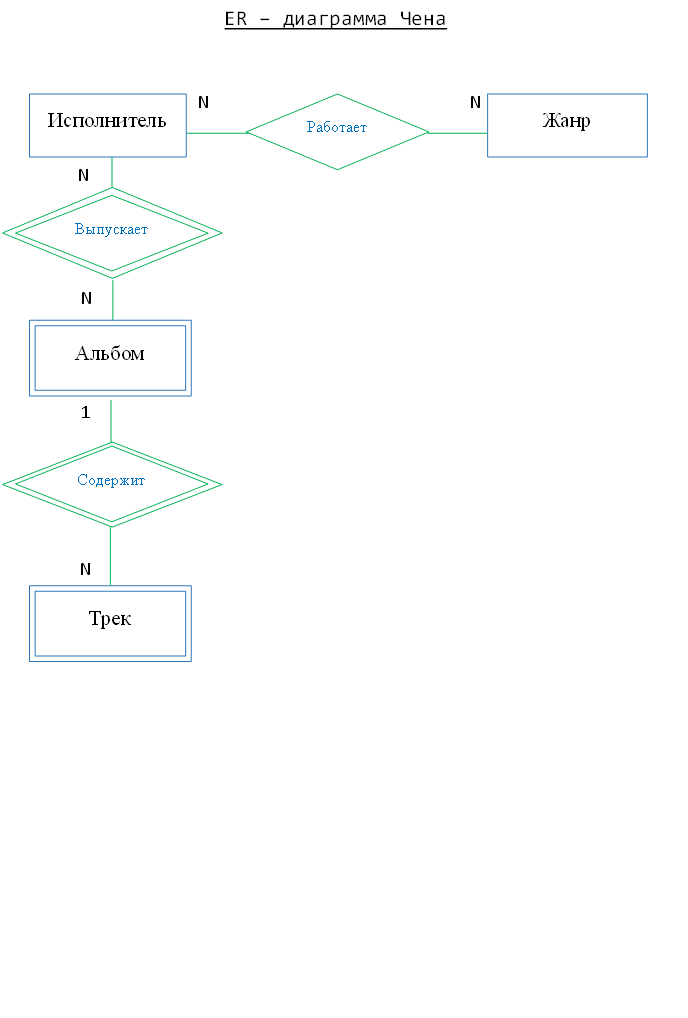 ER – диаграмма Чена
Исполнитель
N
Работает
N
Жанр
N
Выпускает
N
Альбом
1
Содержит
N
Трек